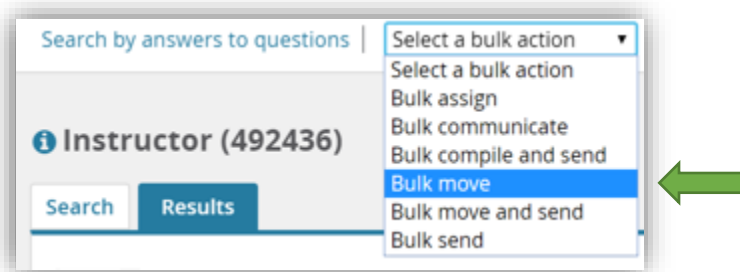 Search by answers to questions | Select a bulk action
Select a bulk action
Bulk assign
Bulk communicate
Bulk compile and send
Bulk move
Bulk move and send
Bulk send
Instructor (492436)
Search Results